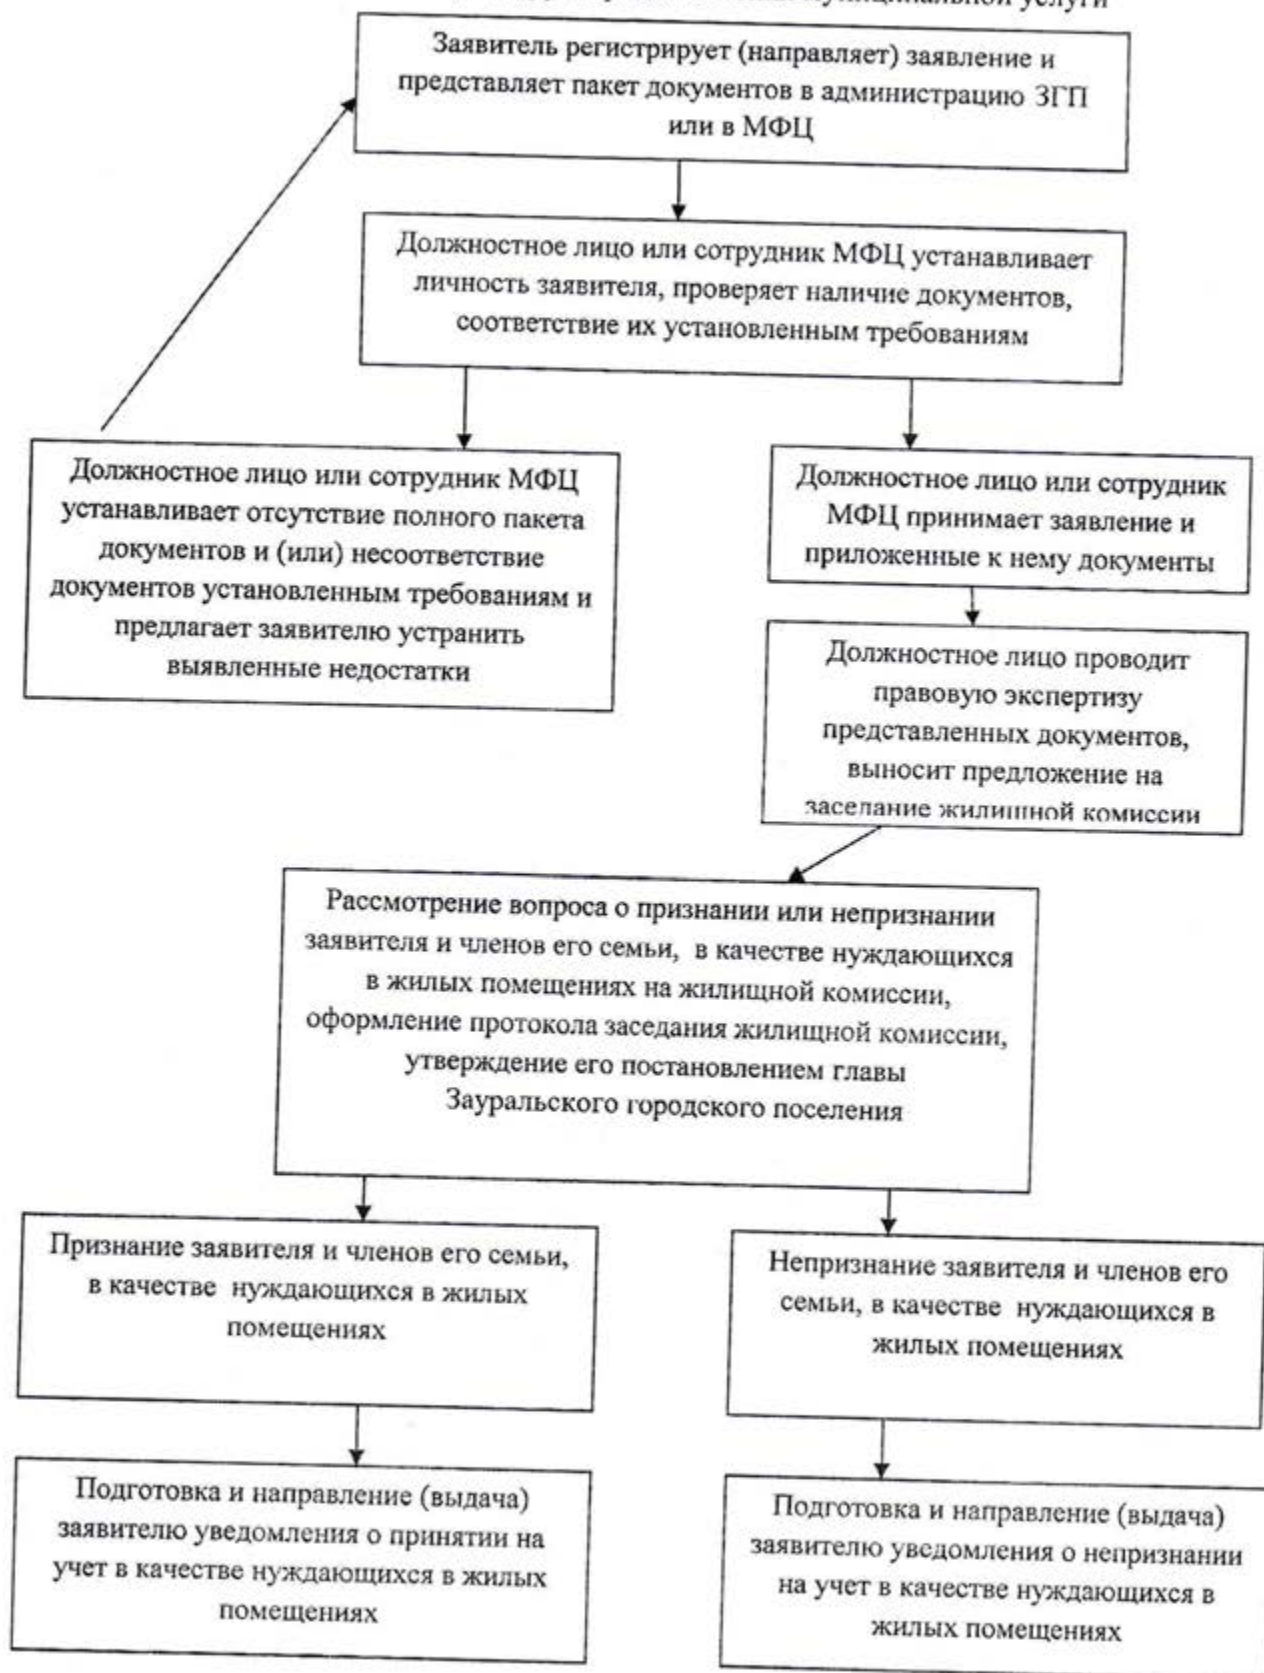 муниципальной услуги
Заявитель регистрирует (направляет) заявление и
представляет пакет документов в администрацию ЗГП
или в МФЦ
Должностное лицо или сотрудник МФЦ устанавливает
личность заявителя, проверяет наличие документов,
соответствие их установленным требованиям
Должностное лицо или сотрудник МФЦ
устанавливает отсутствие полного пакета
документов и (или) несоответствие
документов установленным требованиям и
предлагает заявителю устранить
выявленные недостатки
Должностное лицо или сотрудник
МФЦ принимает заявление и
приложенные к нему документы
Должностное лицо проводит
правовую экспертизу
представленных документов,
выносит предложение на
заседание жилищной комиссии
Рассмотрение вопроса о признании или непризнании
заявителя и членов его семьи, в качестве нуждающихся
в жилых помещениях на жилищной комиссии,
оформление протокола заседания жилищной комиссии,
утверждение его постановлением главы
Зауральского городского поселения
Признание заявителя и членов его семьи,
в качестве нуждающихся в жилых
помещениях
Непризнание заявителя и членов его
семьи, в качестве нуждающихся в
жилых помещениях
Подготовка и направление (выдача)
заявителю уведомления о принятии на
учет в качестве нуждающихся в жилых
помещениях
Подготовка и направление (выдача)
заявителю уведомления о непризнании
на учет в качестве нуждающихся в
жилых помещениях